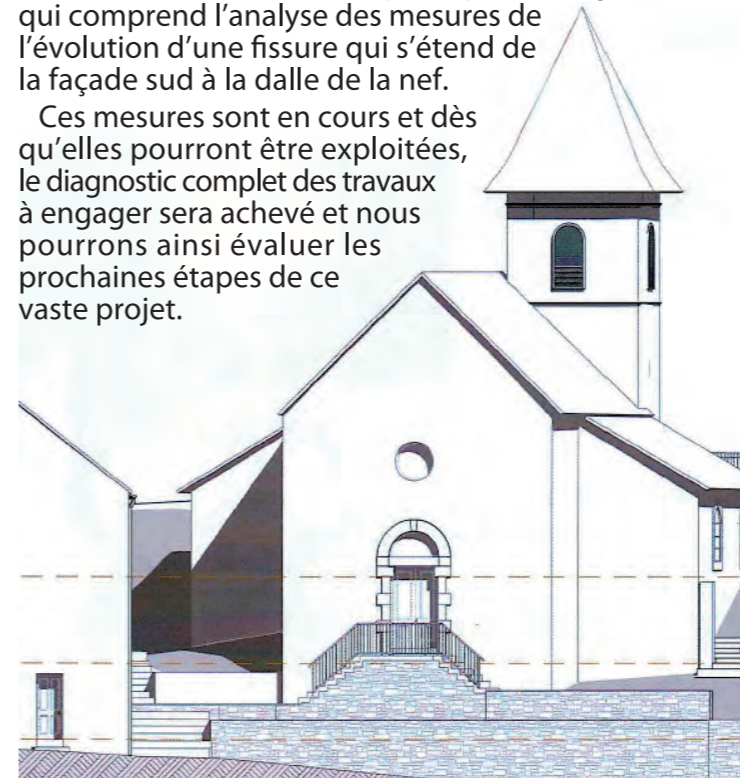 qui comprend l’analyse des mesures de
l’évolution d’une fissure qui s’étend de
la façade sud à la dalle de la nef.
Ces mesures sont en cours et dès
qu’elles pourront être exploitées,
le diagnostic complet des travaux
à engager sera achevé et nous
pourrons ainsi évaluer les
prochaines étapes de ce
vaste projet.